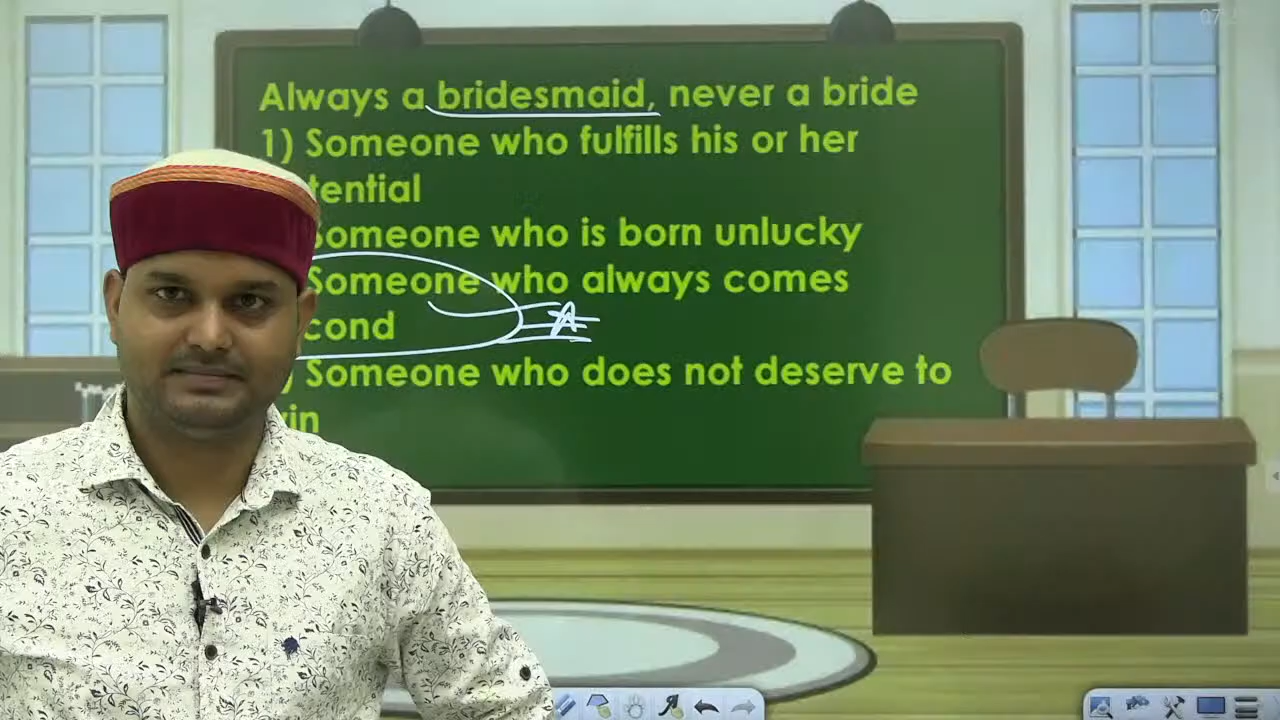 Always a bridesmaid, never a bride
1) Someone who fulfills his or her
tential
Someone who is born unlucky
Someone who always comes
cond
) Someone who does not deserve to
in